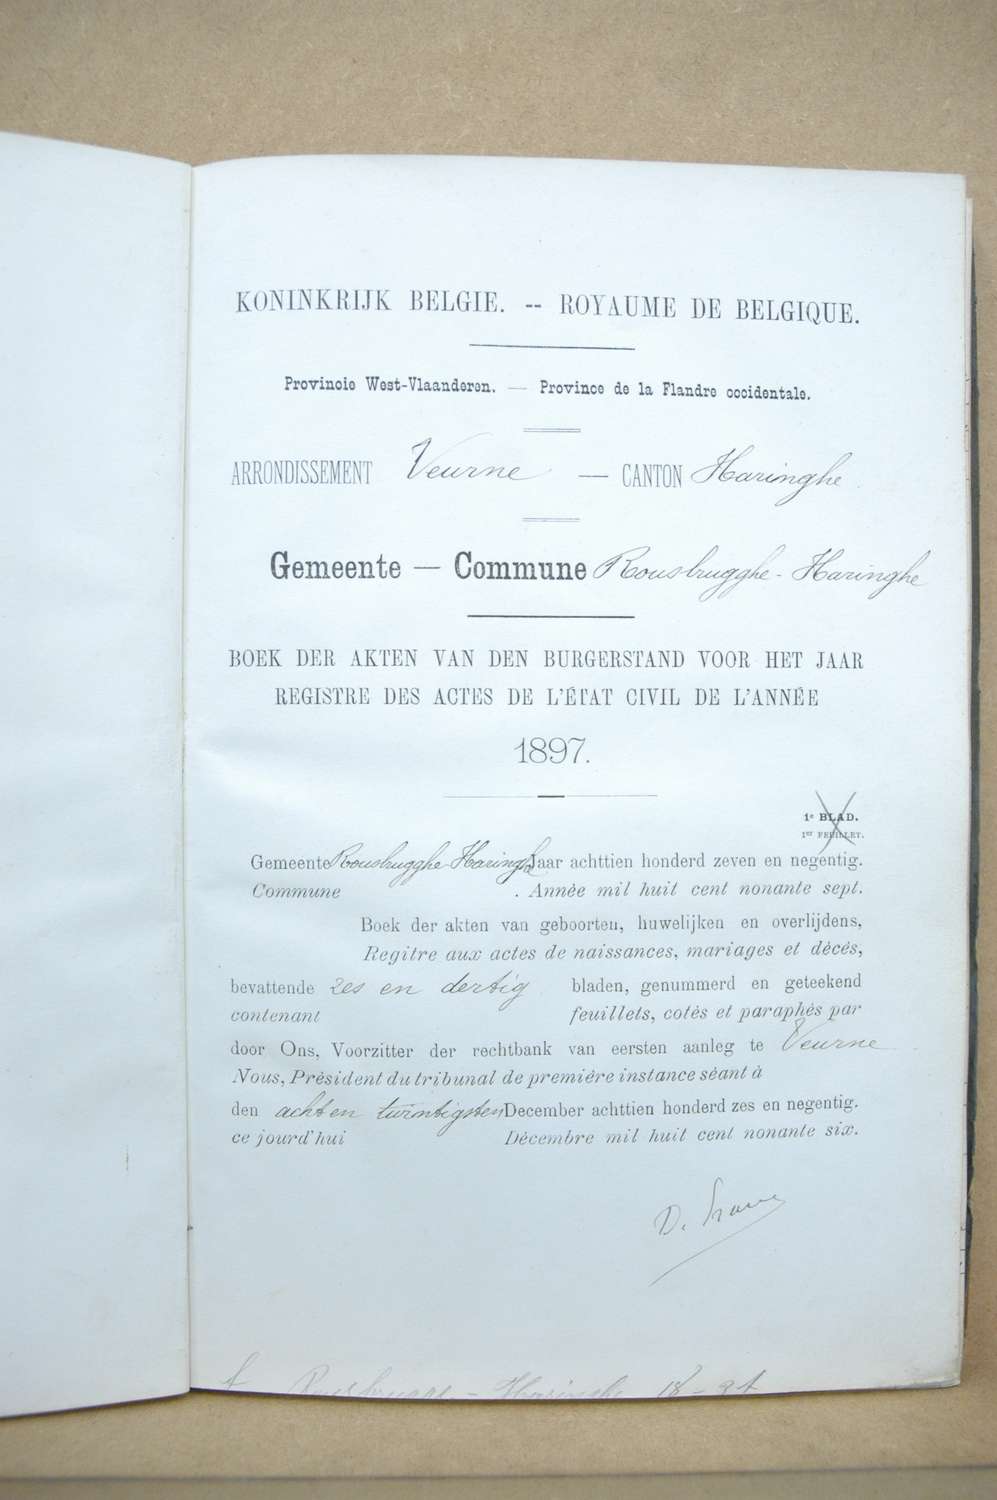 KONINKRIJK BELGIE. -- ROYAUME DE BELGIQUE.
Provincie West-Vlaanderen. — Province de la Flandre occidentale.
ARRONDISSEMENT Veurne — CANTON Haringhe
Gemeente — Commune Rousbrugghe-Haringhe
BOEK DER AKTEN VAN DEN BURGERSTAND VOOR HET JAAR
REGISTRE DES ACTES DE L'ÉTAT CIVIL DE L'ANNÉE
1897.
1e BLAD.
1er FEUILLET.
Gemeente Rousbrugghe-Haringhe Jaar achttien honderd zeven en negentig.
Commune . Année mil huit cent nonante sept.
Boek der akten van geboorten, huwelijken en overlijdens,
Regitre aux actes de naissances, mariages et décés,
bevattende zes en dertig bladen, genummerd en geteekend
contenant feuillets, cotés et paraphés par
door Ons, Voorzitter der rechtbank van eersten aanleg te Veurne
Nous, Président du tribunal de première instance séant à
den acht en twintigsten December achttien honderd zes en negentig.
ce jourd'hui Décembre mil huit cent nonante six.
D.
Rousbrugge - Haringhe